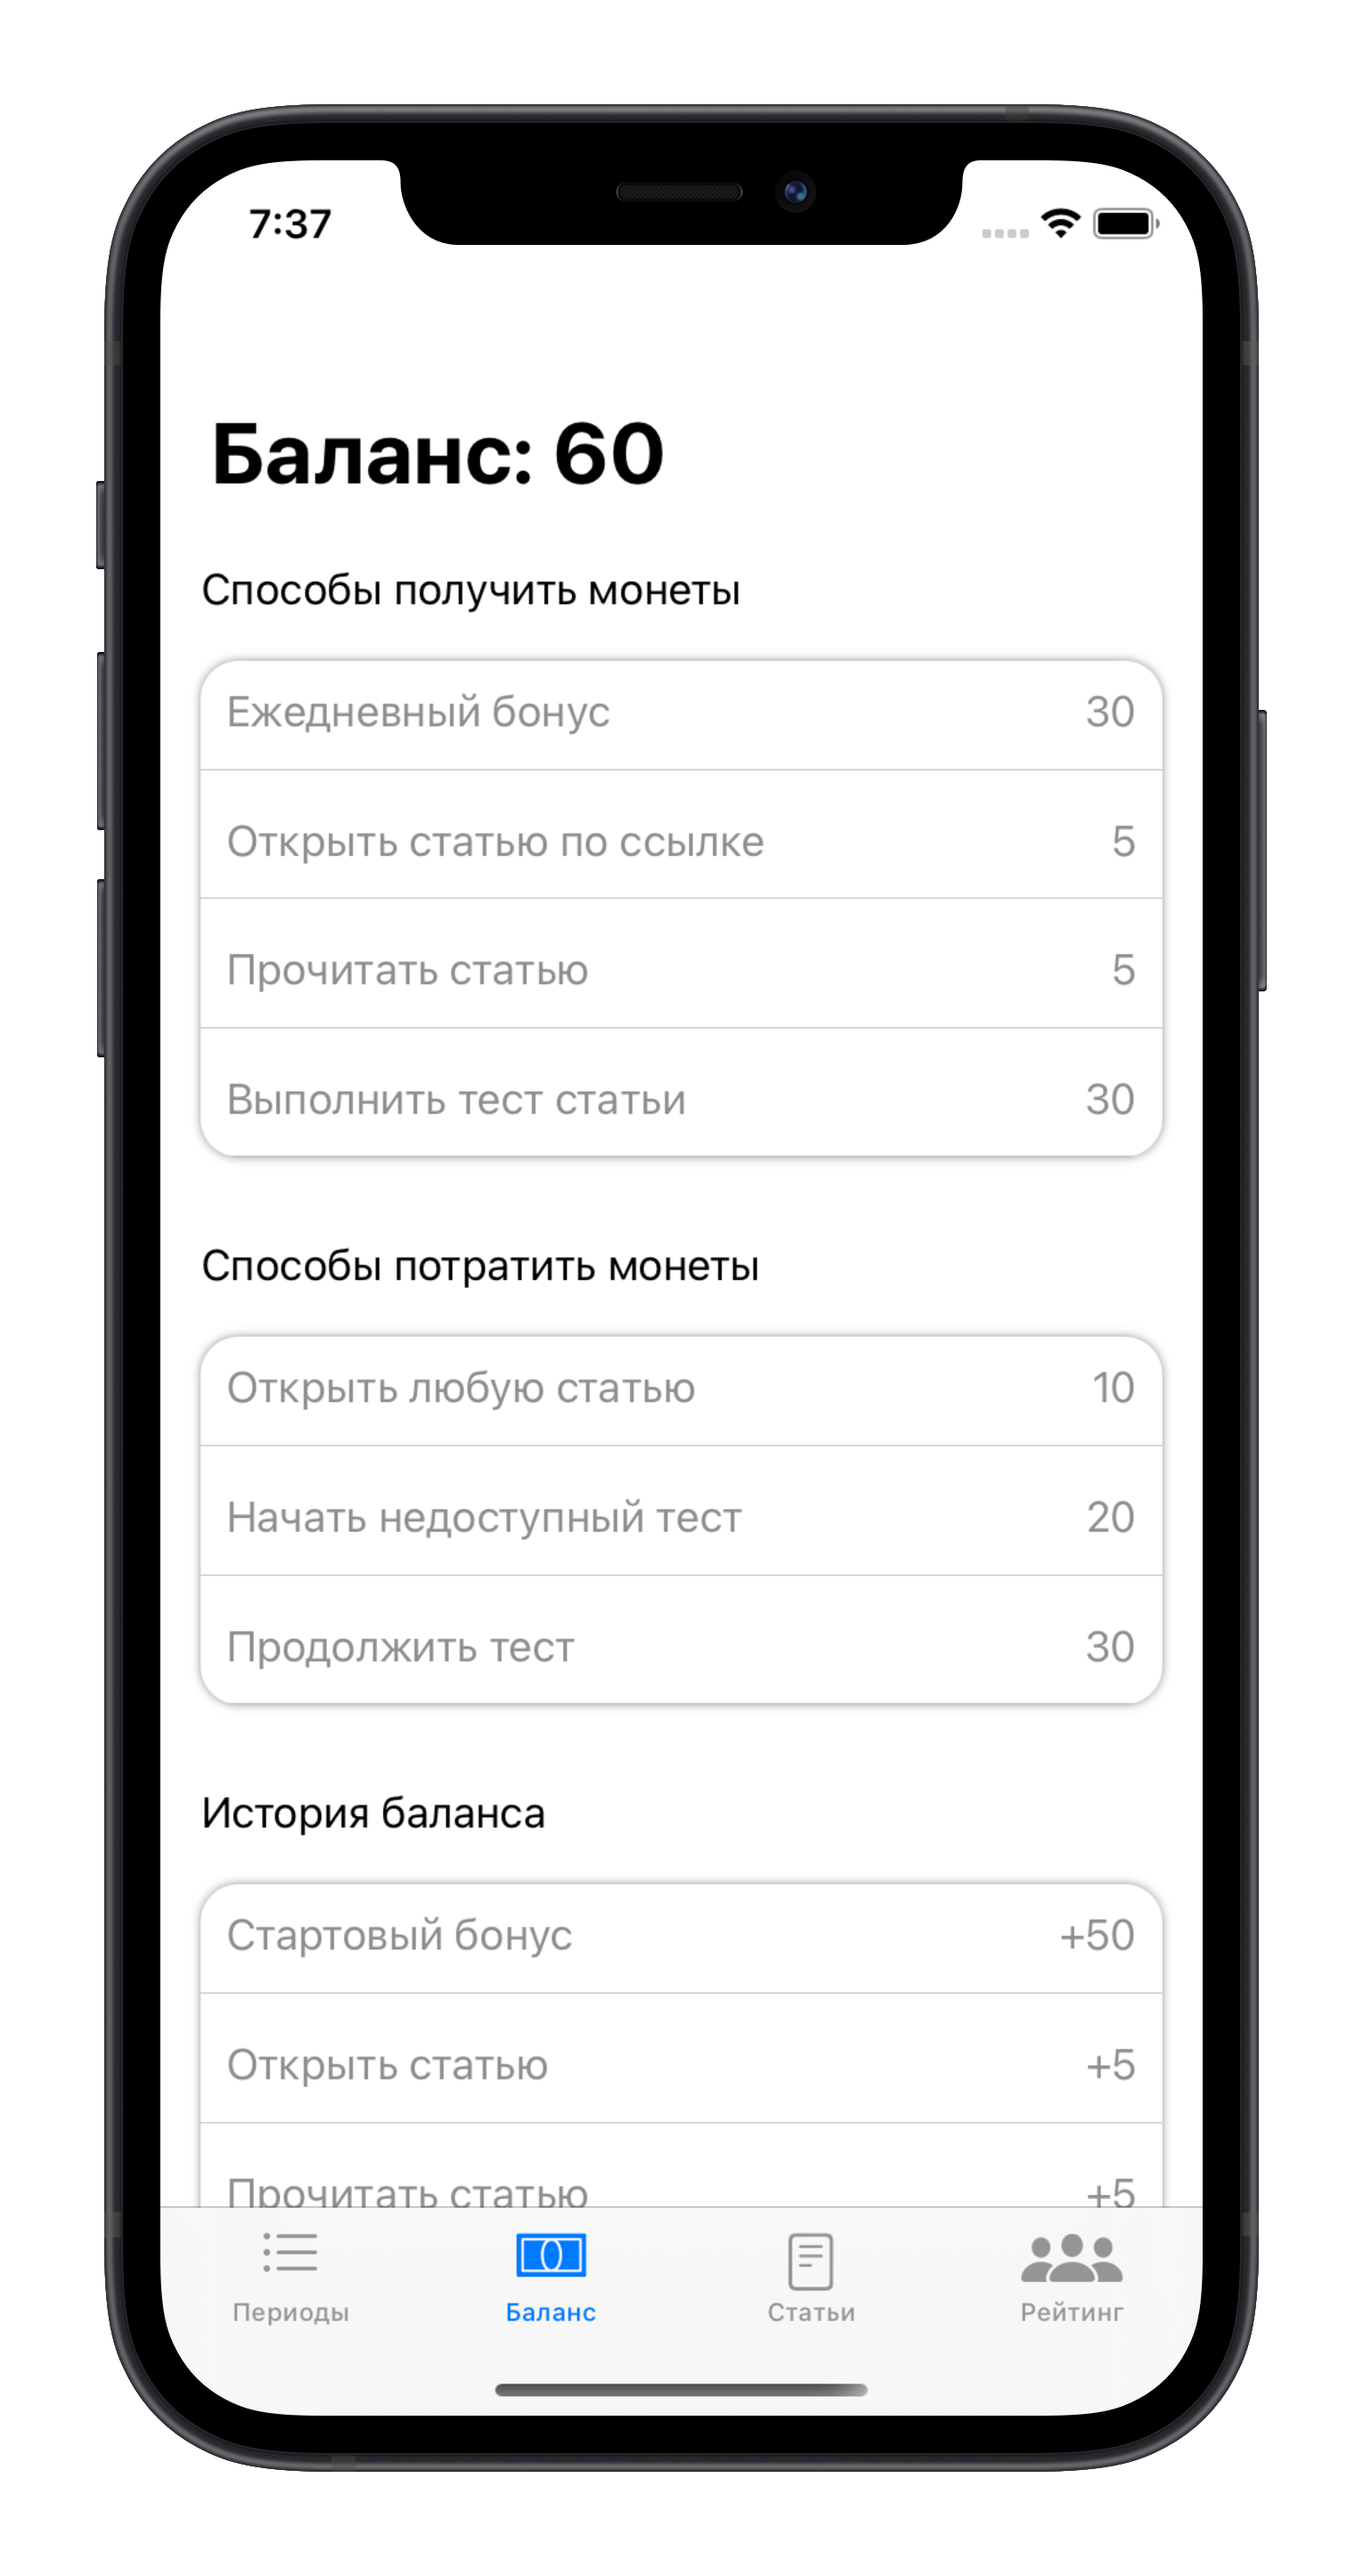 7:37
Баланс: 60
Способы получить монеты
Ежедневный бонус 30
Открыть статью по ссылке 5
Прочитать статью 5
Выполнить тест статьи 30
Способы потратить монеты
Открыть любую статью 10
Начать недоступный тест 20
Продолжить тест 30
История баланса
Стартовый бонус +50
Открыть статью +5
Прочитать статью +5
Периоды Баланс Статьи Рейтинг